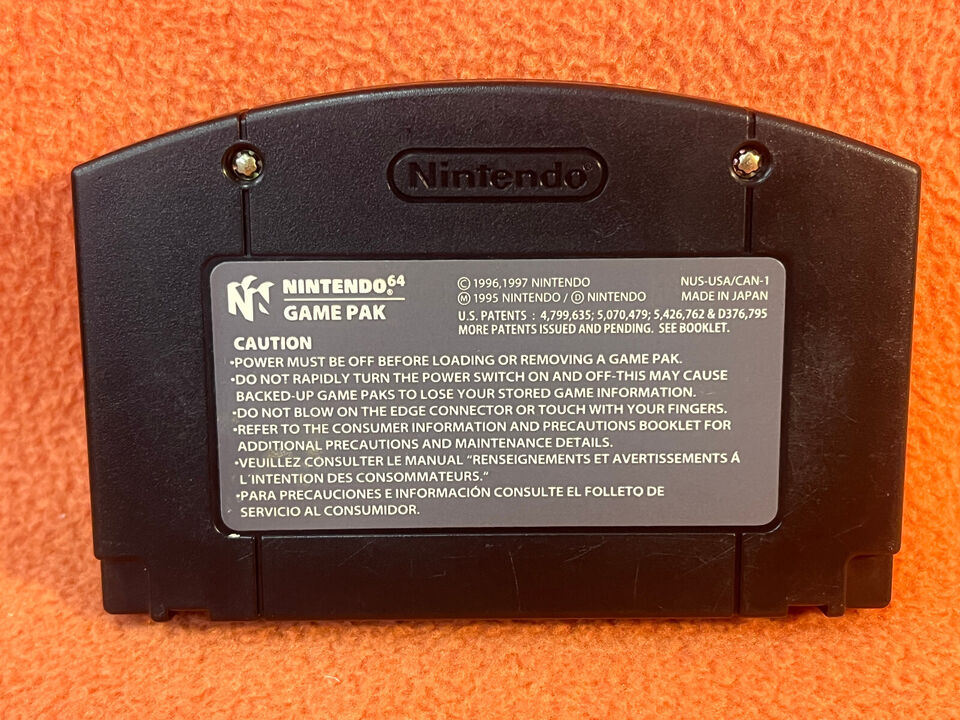 Nintendo®
NINTENDO®64
GAME PAK
© 1996,1997 NINTENDO
Ⓜ 1995 NINTENDO / Ⓓ NINTENDO
NUS-USA/CAN-1
MADE IN JAPAN
U.S. PATENTS : 4,799,635; 5,070,479; 5,426,762 & D376,795
MORE PATENTS ISSUED AND PENDING. SEE BOOKLET.
CAUTION
•POWER MUST BE OFF BEFORE LOADING OR REMOVING A GAME PAK.
•DO NOT RAPIDLY TURN THE POWER SWITCH ON AND OFF-THIS MAY CAUSE
BACKED-UP GAME PAKS TO LOSE YOUR STORED GAME INFORMATION.
•DO NOT BLOW ON THE EDGE CONNECTOR OR TOUCH WITH YOUR FINGERS.
•REFER TO THE CONSUMER INFORMATION AND PRECAUTIONS BOOKLET FOR
ADDITIONAL PRECAUTIONS AND MAINTENANCE DETAILS.
•VEUILLEZ CONSULTER LE MANUAL “RENSEIGNEMENTS ET AVERTISSEMENTS Á
L´INTENTION DES CONSOMMATEURS.“
•PARA PRECAUCIONES E INFORMACIÓN CONSULTE EL FOLLETO DE
SERVICIO AL CONSUMIDOR.